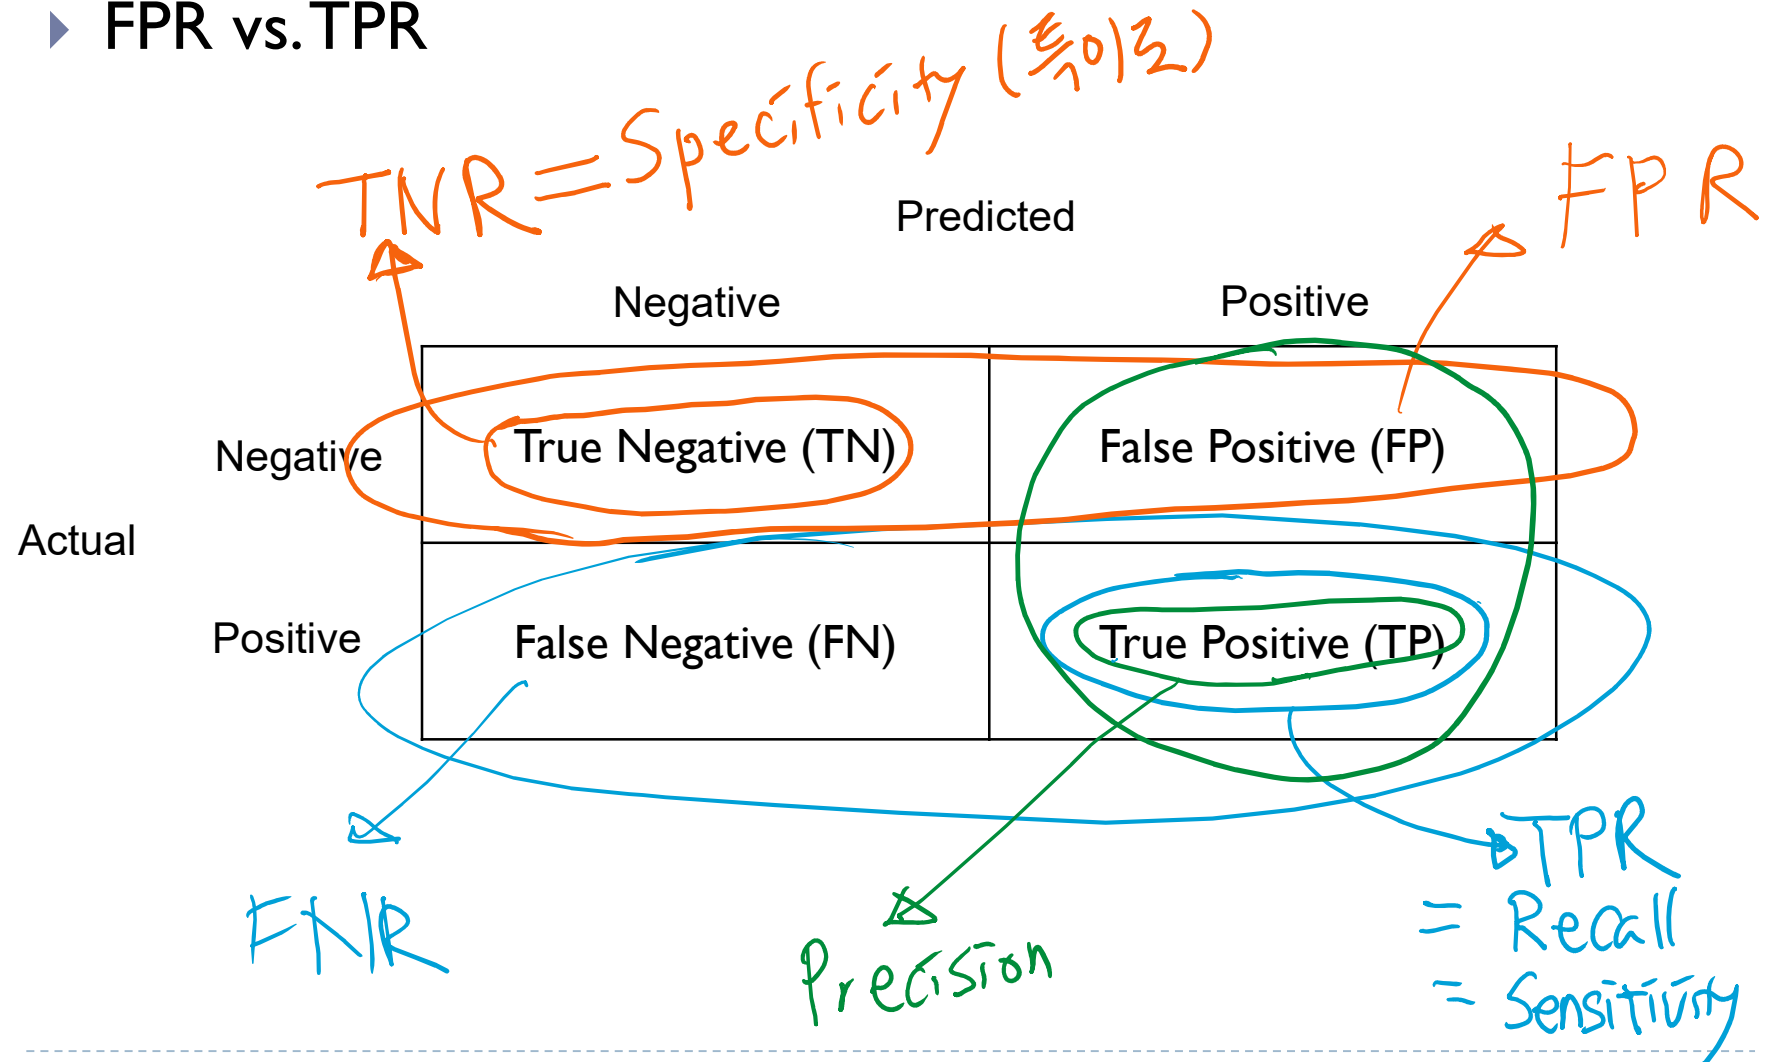 FPR vs. TPR
TNR = Specificity (특이도)
FPR
Predicted
Negative Positive
Negative True Negative (TN) False Positive (FP)
Actual
Positive False Negative (FN) True Positive (TP)
TPR
FNR
= Recall
Precision
= Sensitivity